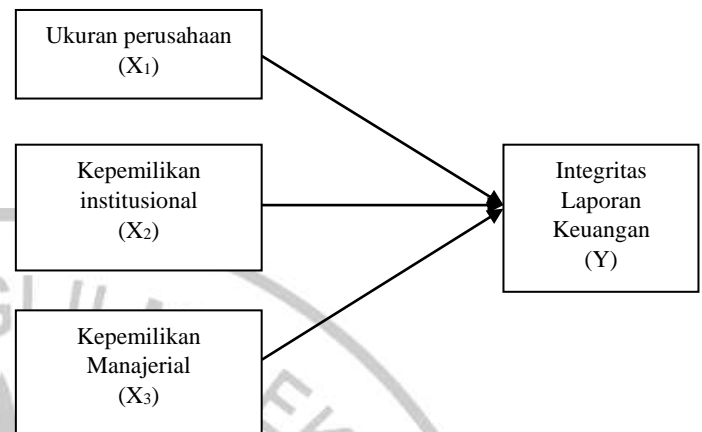 Ukuran perusahaan
(X₁)
Kepemilikan
institusional
(X₂)
Kepemilikan
Manajerial
(X₃)
Integritas
Laporan
Keuangan
(Y)